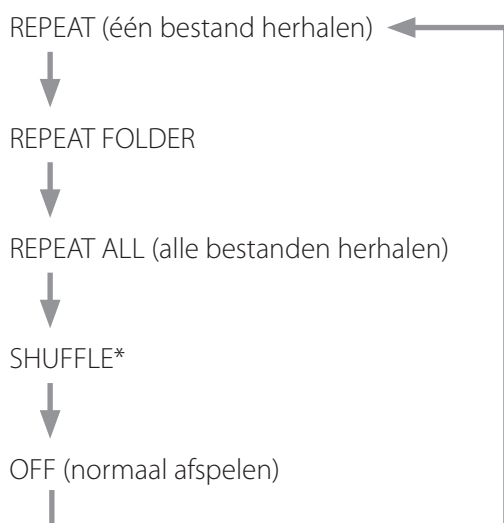 REPEAT (één bestand herhalen)
REPEAT FOLDER
REPEAT ALL (alle bestanden herhalen)
SHUFFLE*
OFF (normaal afspelen)